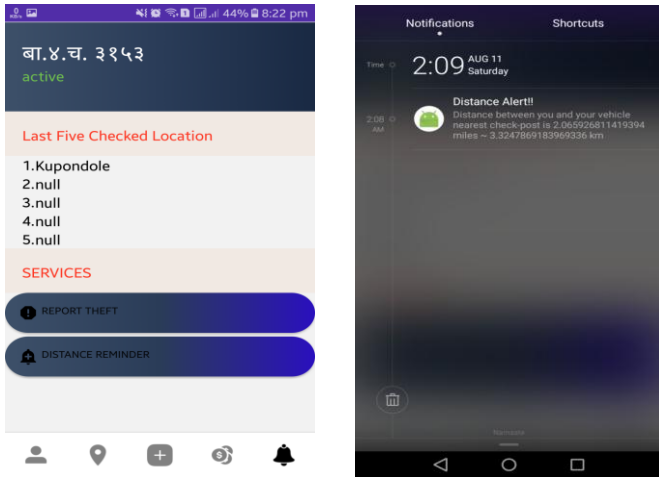 44% 8:22 pm
बा.४.च. ३१५३
active
Last Five Checked Location
1.Kupondole
2.null
3.null
4.null
5.null
SERVICES
REPORT THEFT
DISTANCE REMINDER
Notifications Shortcuts
Time 2:09 AUG 11
Saturday
Distance Alert!!
2:08 AM Distance between you and your vehicle
nearest check-post is 2.065926811419394
miles ~ 3.3247869183969336 km